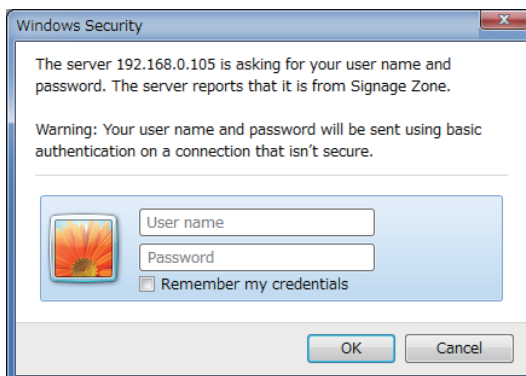 Windows Security
The server 192.168.0.105 is asking for your user name and
password. The server reports that it is from Signage Zone.
Warning: Your user name and password will be sent using basic
authentication on a connection that isn't secure.
User name
Password
Remember my credentials
OK
Cancel